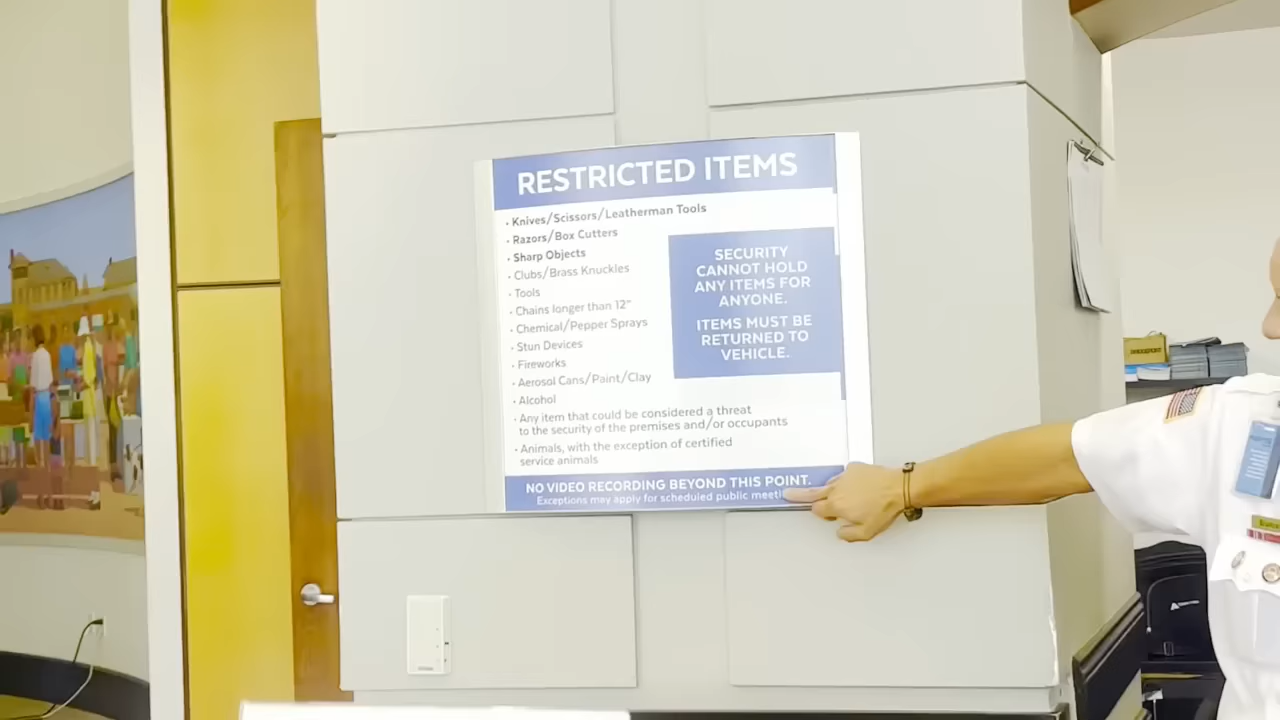 RESTRICTED ITEMS
• Knives/Scissors/Leatherman Tools
• Razors/Box Cutters
• Sharp Objects
• Clubs/Brass Knuckles
• Tools
• Chains longer than 12"
• Chemical/Pepper Sprays
• Stun Devices
• Fireworks
• Aerosol Cans/Paint/Clay
• Alcohol
• Any item that could be considered a threat
to the security of the premises and/or occupants
• Animals, with the exception of certified
service animals
SECURITY
CANNOT HOLD
ANY ITEMS FOR
ANYONE.
ITEMS MUST BE
RETURNED TO
VEHICLE.
NO VIDEO RECORDING BEYOND THIS POINT.
Exceptions may apply for scheduled public